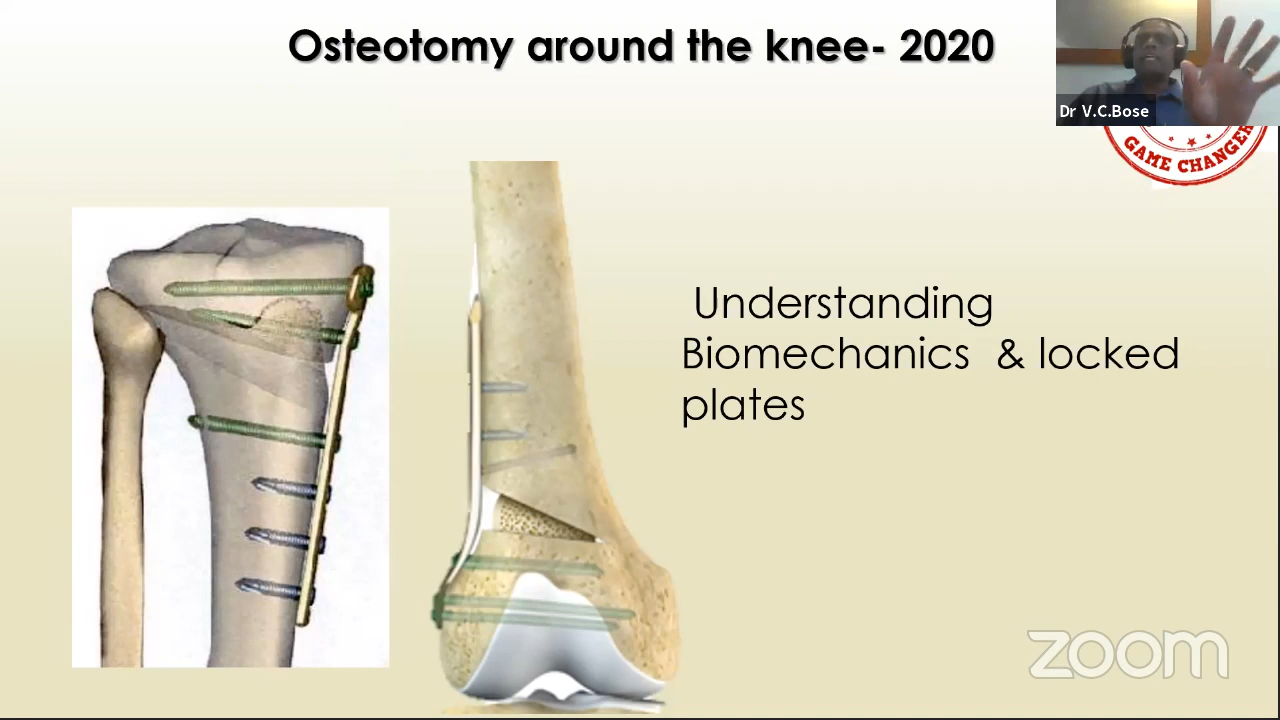 Osteotomy around the knee- 2020
Dr V.C.Bose
GAME CHANGER
Understanding
Biomechanics & locked
plates
zoom